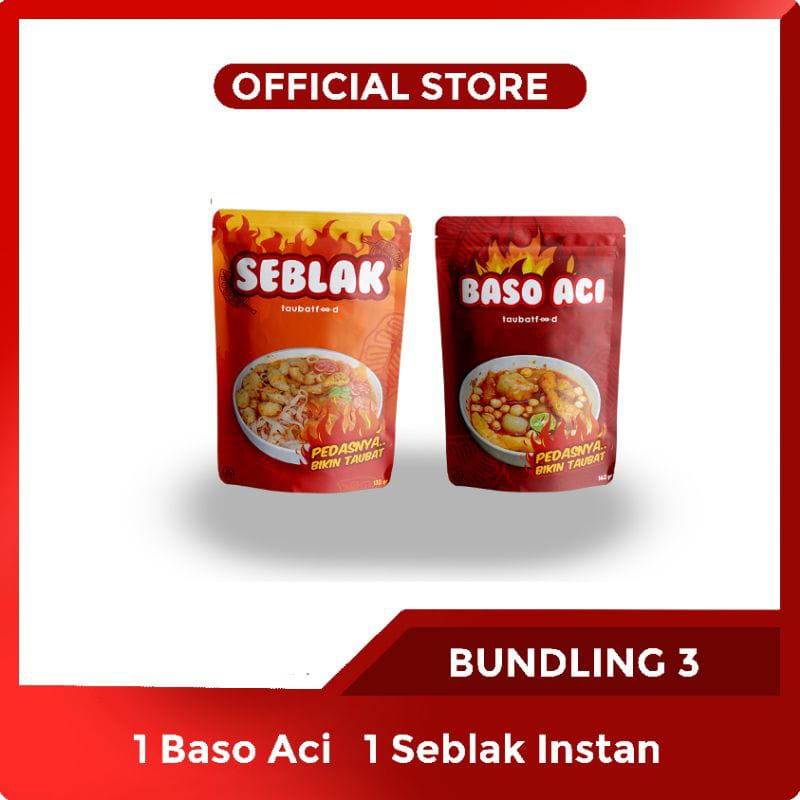 OFFICIAL STORE
SEBLAK
taubatfood
PEDASNYA..
BIKIN TAUBAT
BASO ACI
taubatfood
PEDASNYA..
BIKIN TAUBAT
BUNDLING 3
1 Baso Aci 1 Seblak Instan